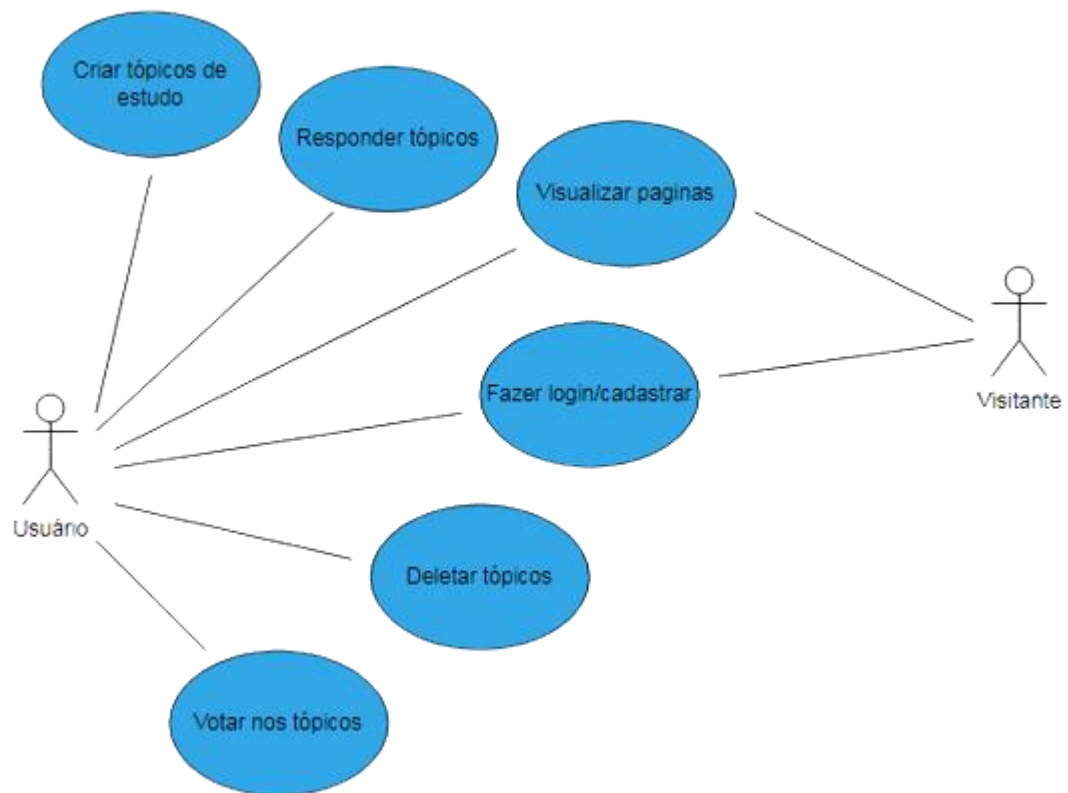 Criar tópicos de
estudo
Responder tópicos
Visualizar paginas
Fazer login/cadastrar
Visitante
Usuário
Deletar tópicos
Votar nos tópicos